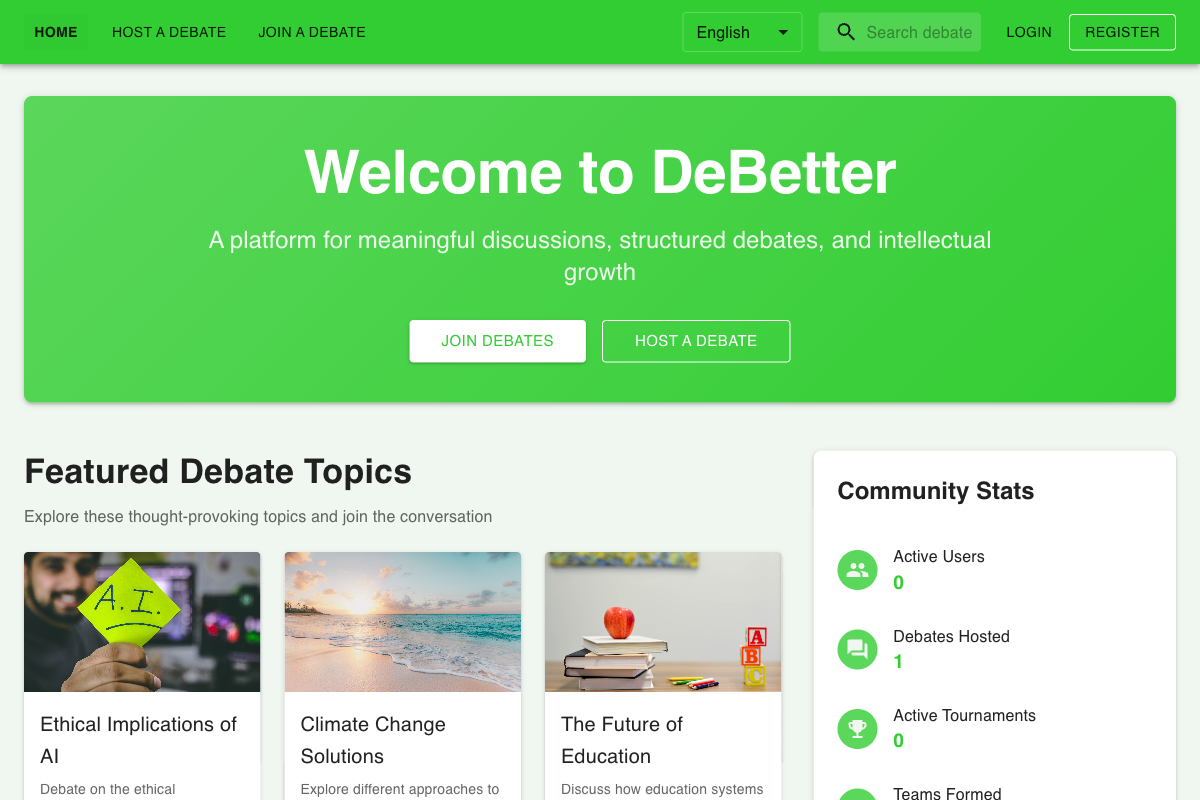 HOME
HOST A DEBATE
JOIN A DEBATE
English
Search debate
LOGIN
REGISTER
Welcome to DeBetter
A platform for meaningful discussions, structured debates, and intellectual
growth
JOIN DEBATES
HOST A DEBATE
Featured Debate Topics
Explore these thought-provoking topics and join the conversation
A.I.
A
B
C
Ethical Implications of
AI
Debate on the ethical
Climate Change
Solutions
Explore different approaches to
The Future of
Education
Discuss how education systems
Community Stats
Active Users
0
Debates Hosted
1
Active Tournaments
0
Teams Formed